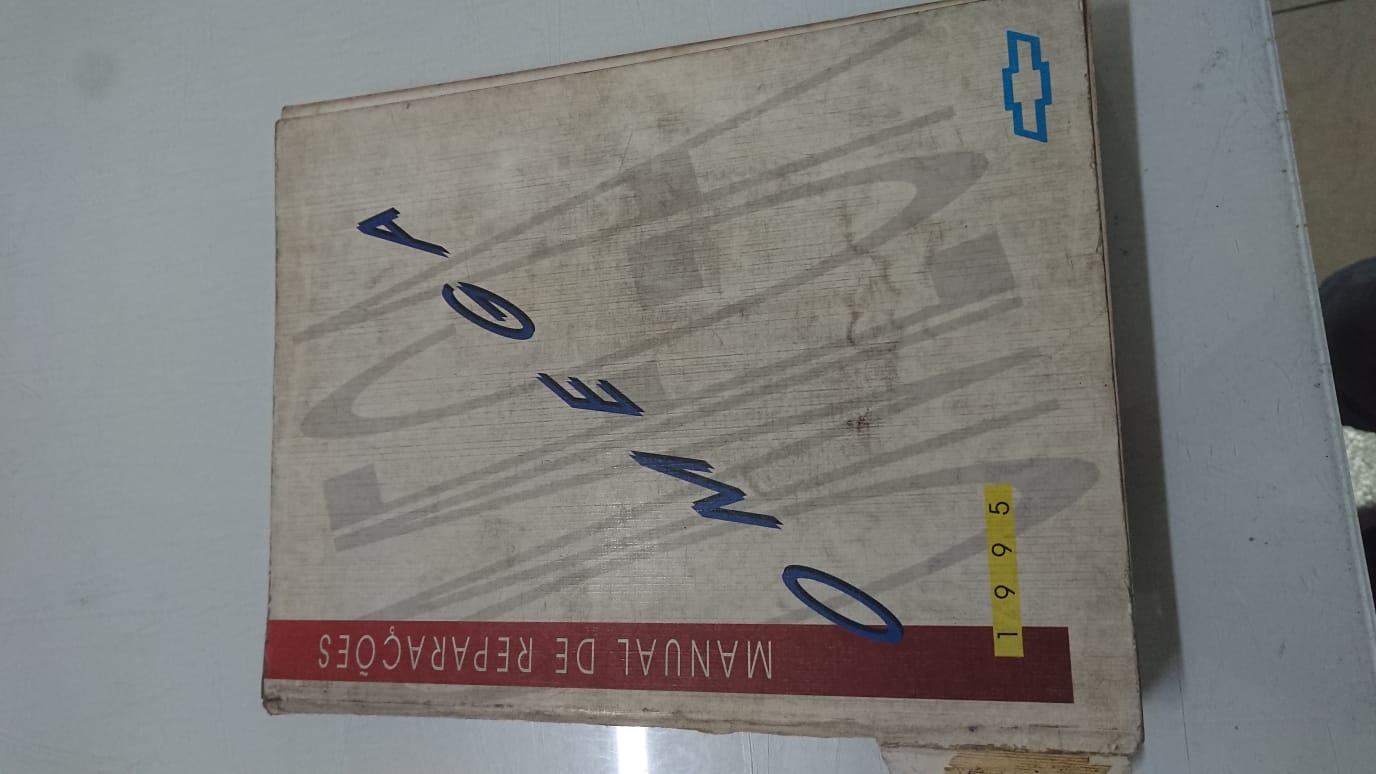 MANUAL DE REPARAÇÕES
OMEGA
1995